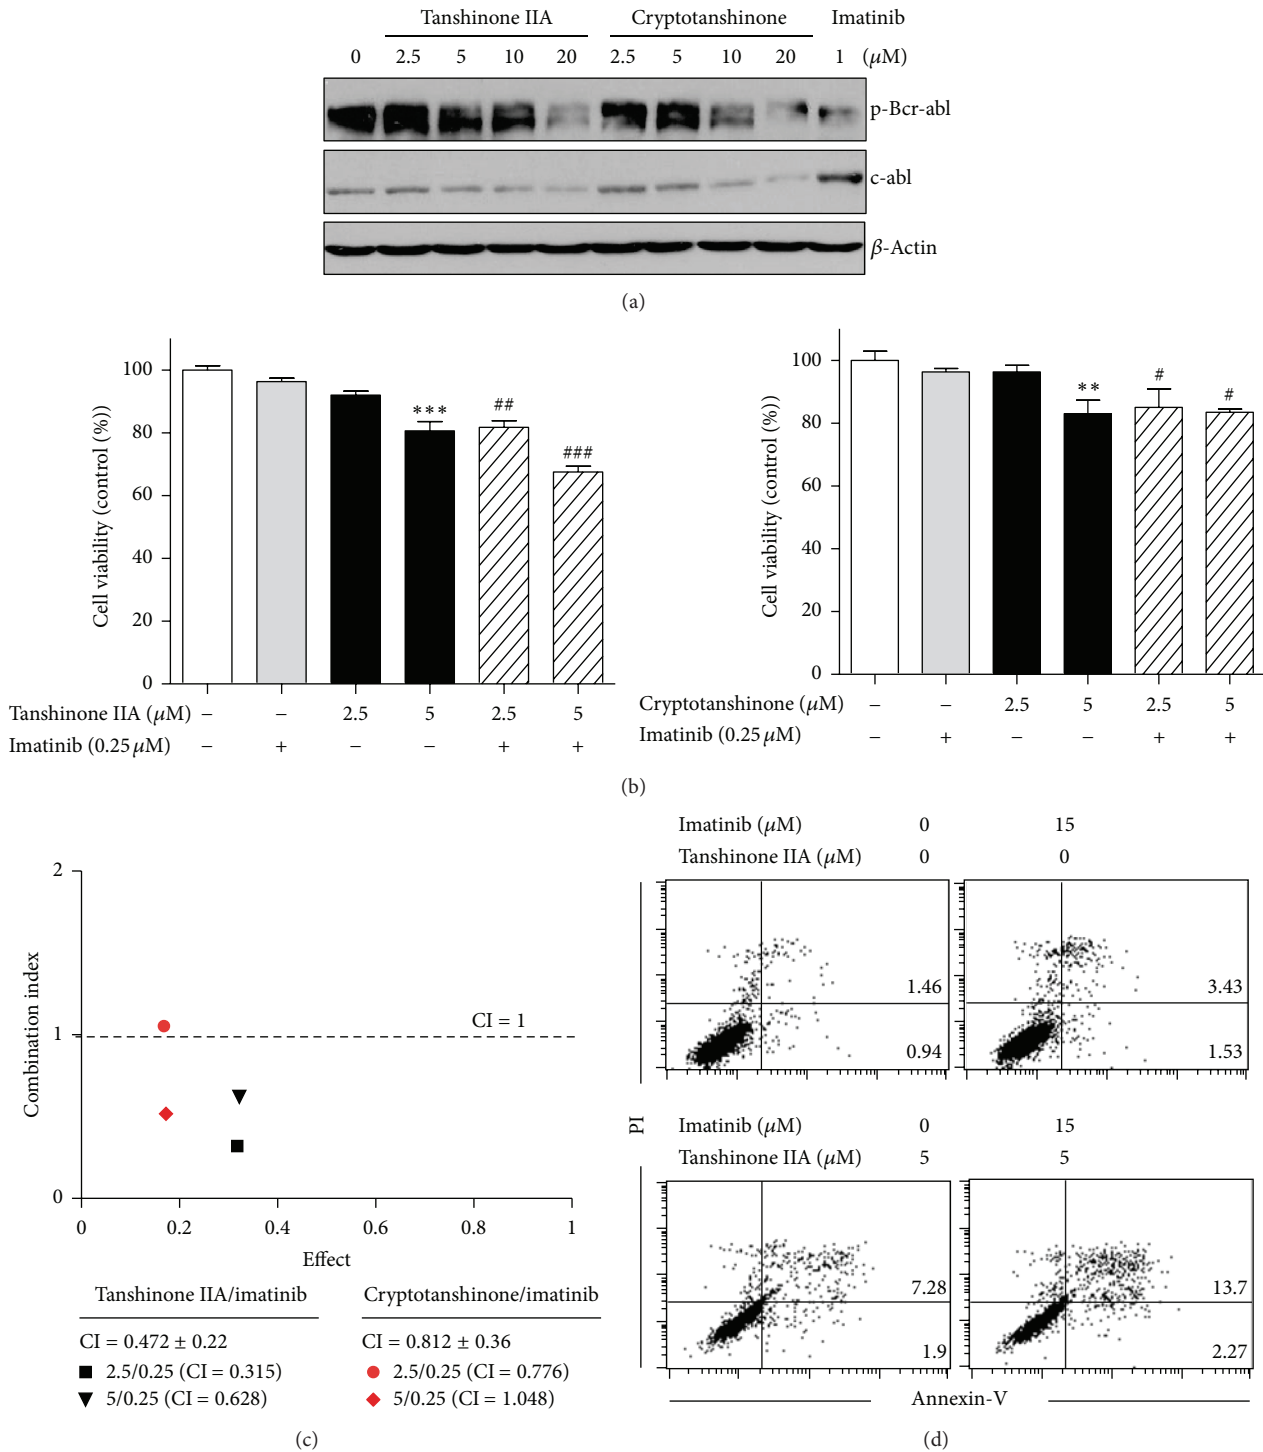 Tanshinone IIA Cryptotanshinone Imatinib
0 2.5 5 10 20 2.5 5 10 20 1 (μM)
p-Bcr-abl
c-abl
β-Actin
(a)
100
80
60
40
20
0
Cell viability (control (%))
***
##
###
Tanshinone IIA (μM) − − 2.5 5 2.5 5
Imatinib (0.25 μM) − + − − + +
100
80
60
40
20
0
Cell viability (control (%))
**
#
#
Cryptotanshinone (μM) − − 2.5 5 2.5 5
Imatinib (0.25 μM) − + − − + +
(b)
2
1
0
Combination index
CI = 1
0 0.2 0.4 0.6 0.8 1
Effect
Tanshinone IIA/imatinib
CI = 0.472 ± 0.22
2.5/0.25 (CI = 0.315)
5/0.25 (CI = 0.628)
Cryptotanshinone/imatinib
CI = 0.812 ± 0.36
2.5/0.25 (CI = 0.776)
5/0.25 (CI = 1.048)
(c)
Imatinib (μM) 0 15
Tanshinone IIA (μM) 0 0
1.46
0.94
3.43
1.53
PI
Imatinib (μM) 0 15
Tanshinone IIA (μM) 5 5
7.28
1.9
13.7
2.27
Annexin-V
(d)